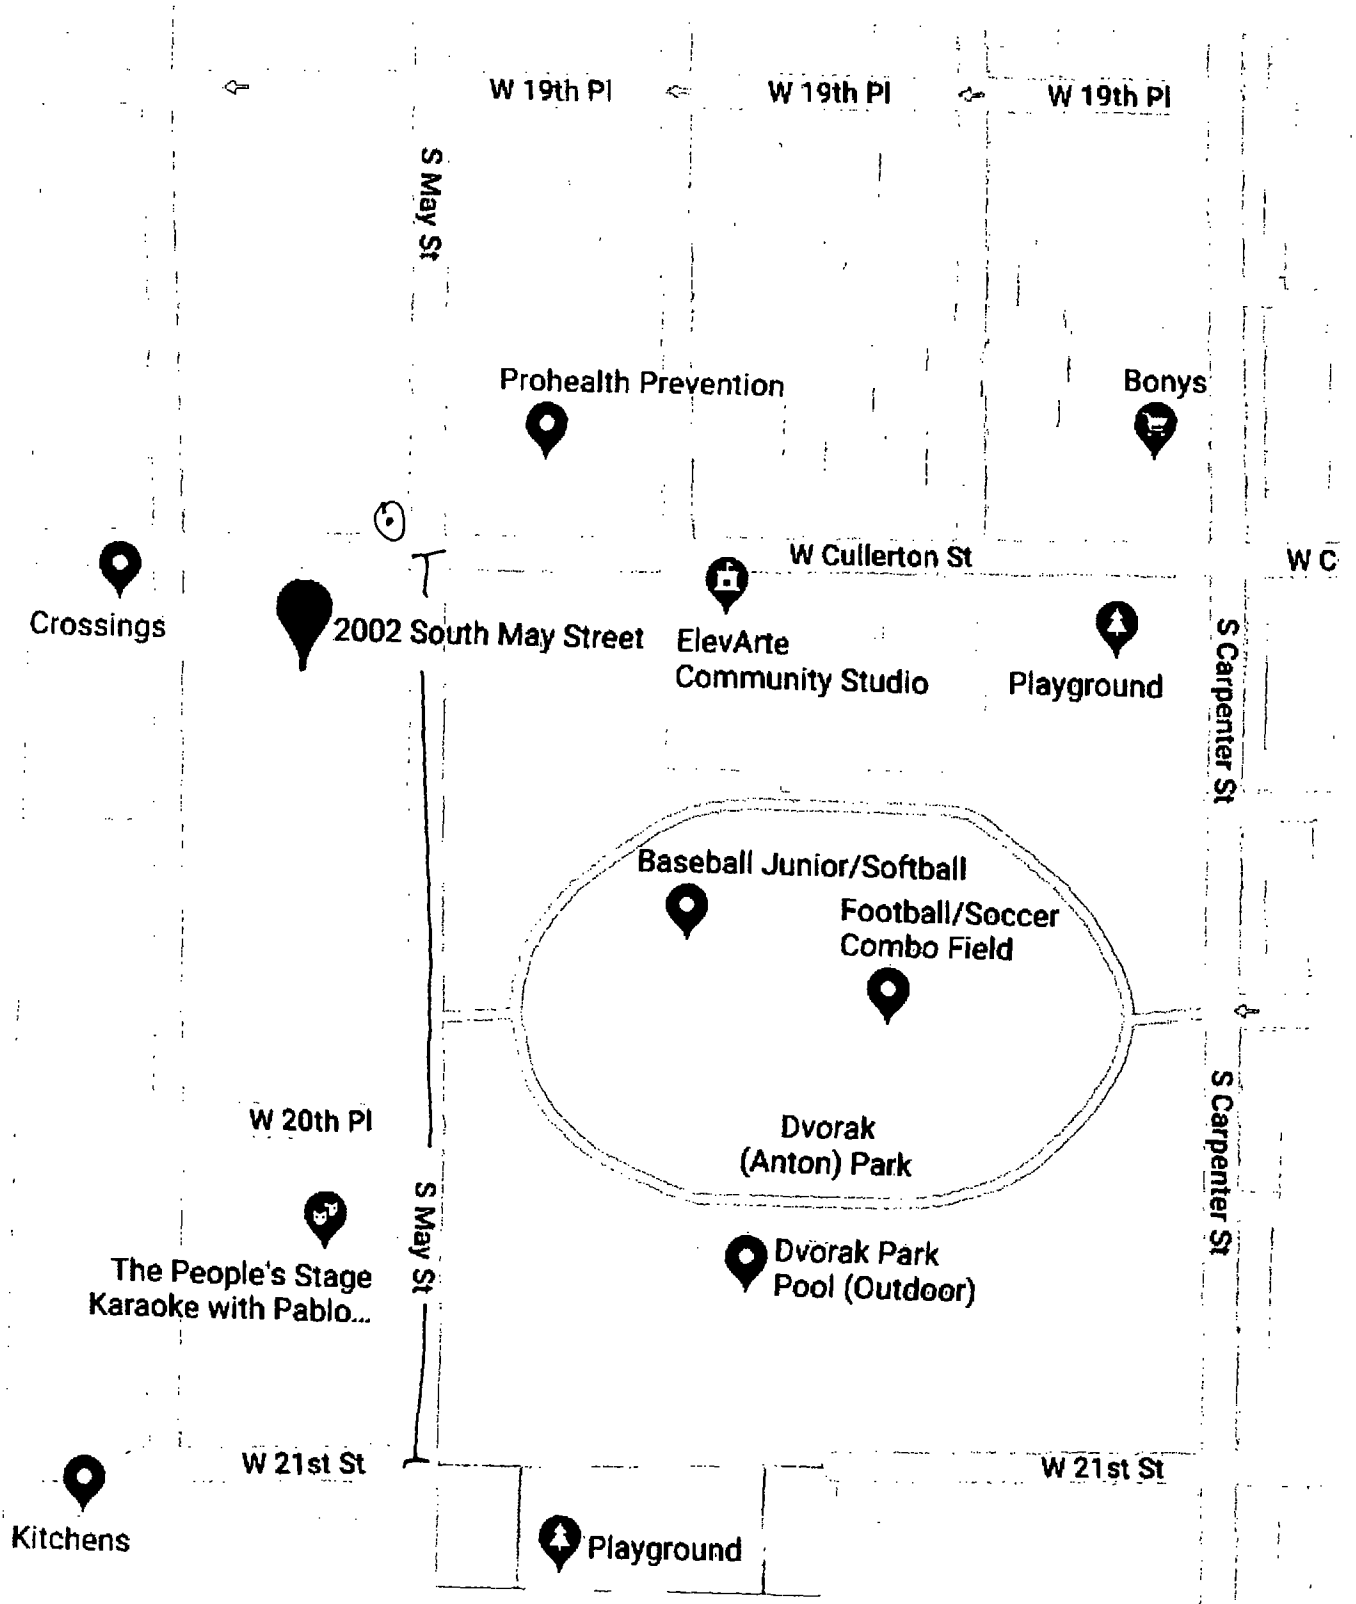 W 19th Pl
W 19th Pl
W 19th Pl
S May St
Prohealth Prevention
Bonys
W Cullerton St
W C
Crossings
2002 South May Street
ElevArte
Community Studio
Playground
S Carpenter St
Baseball Junior/Softball
Football/Soccer
Combo Field
W 20th Pl
Dvorak
(Anton) Park
S Carpenter St
S May St
The People's Stage
Karaoke with Pablo...
Dvorak Park
Pool (Outdoor)
W 21st St
W 21st St
Kitchens
Playground